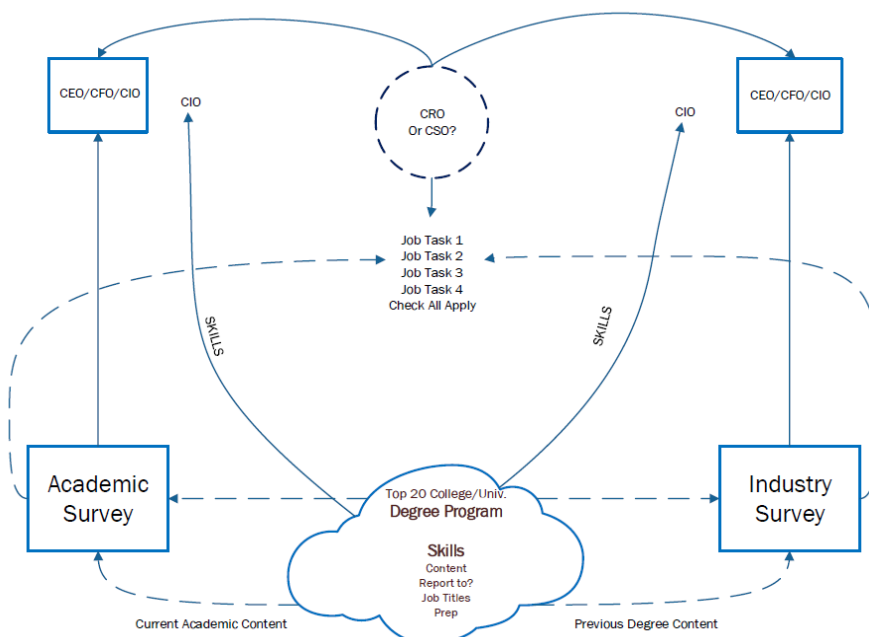 CEO/CFO/CIO
CIO
CRO
Or CSO?
CIO
CEO/CFO/CIO
Job Task 1
Job Task 2
Job Task 3
Job Task 4
Check All Apply
SKILLS
SKILLS
Academic
Survey
Top 20 College/Univ.
Degree Program
Skills
Content
Report to?
Job Titles
Prep
Industry
Survey
Current Academic Content
Previous Degree Content